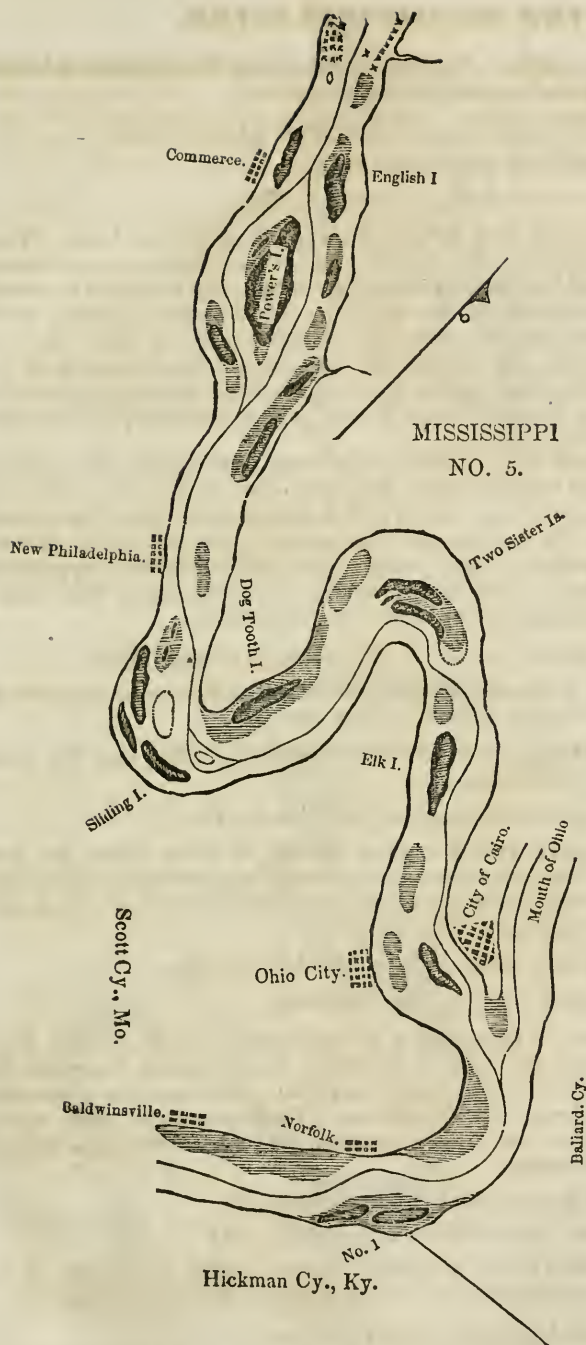 Commerce.
English I
Power's I.
MISSISSIPPI
NO. 5.
New Philadelphia.
Two Sister Is.
Dog Tooth I.
Elk I.
Sliding I.
City of Cairo.
Mouth of Ohio
Scott Cy., Mo.
Ohio City.
Baldwinsville.
Norfolk.
Ballard. Cy.
No. 1
Hickman Cy., Ky.